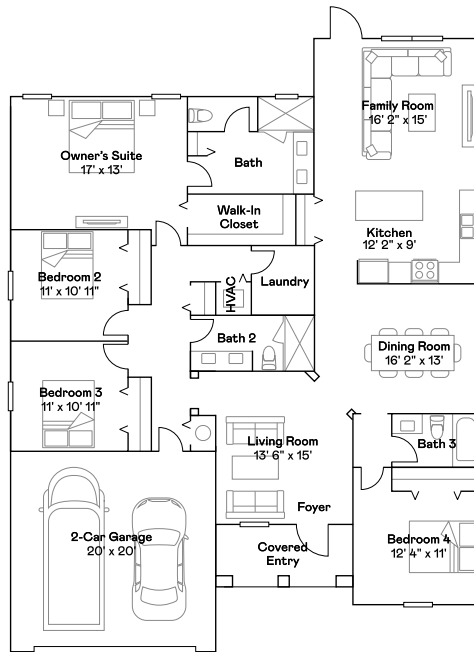 Family Room
16' 2" x 15'
Owner's Suite
17' x 13'
Bath
Walk-In
Closet
Kitchen
12' 2" x 9'
Bedroom 2
11' x 10' 11"
HVAC
Laundry
Bath 2
Dining Room
16' 2" x 13'
Bedroom 3
11' x 10' 11"
Living Room
13' 6" x 15'
Bath 3
Foyer
2-Car Garage
20' x 20'
Covered
Entry
Bedroom 4
12' 4" x 11'